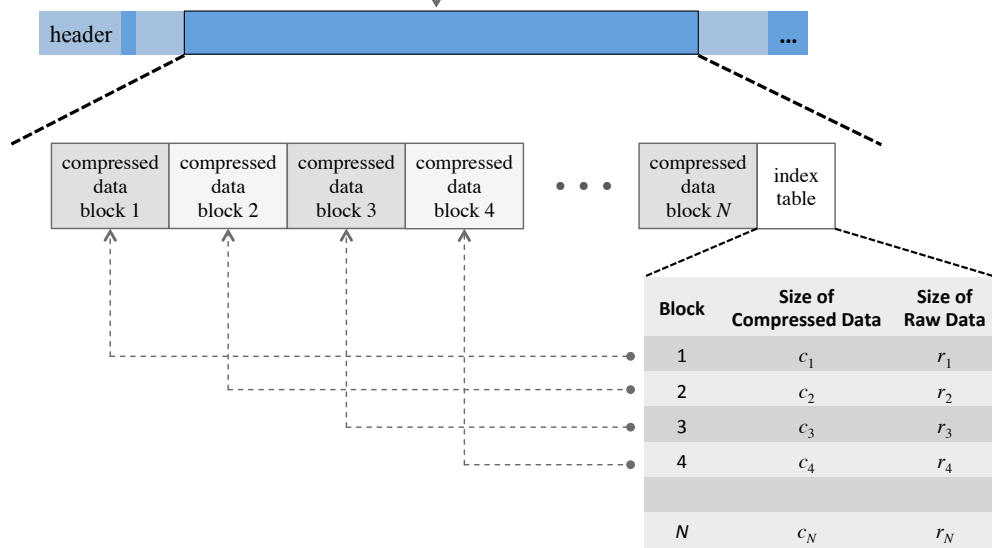 header
...
compressed
data
block 1
compressed
data
block 2
compressed
data
block 3
compressed
data
block 4
• • •
compressed
data
block N
index
table
Block
Size of
Compressed Data
Size of
Raw Data
1 c1 r1
2 c2 r2
3 c3 r3
4 c4 r4
N cN rN